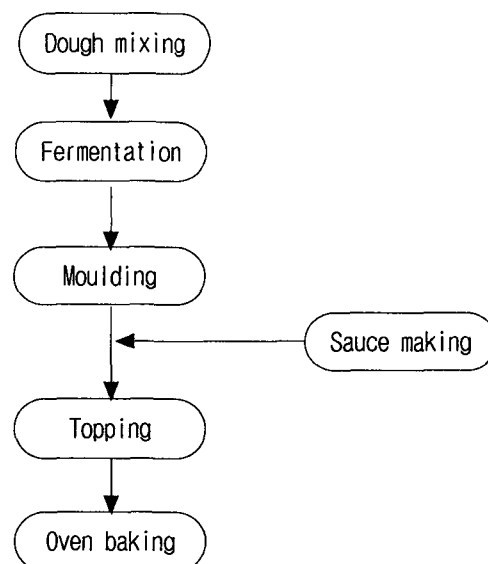 Dough mixing
Fermentation
Moulding
Sauce making
Topping
Oven baking